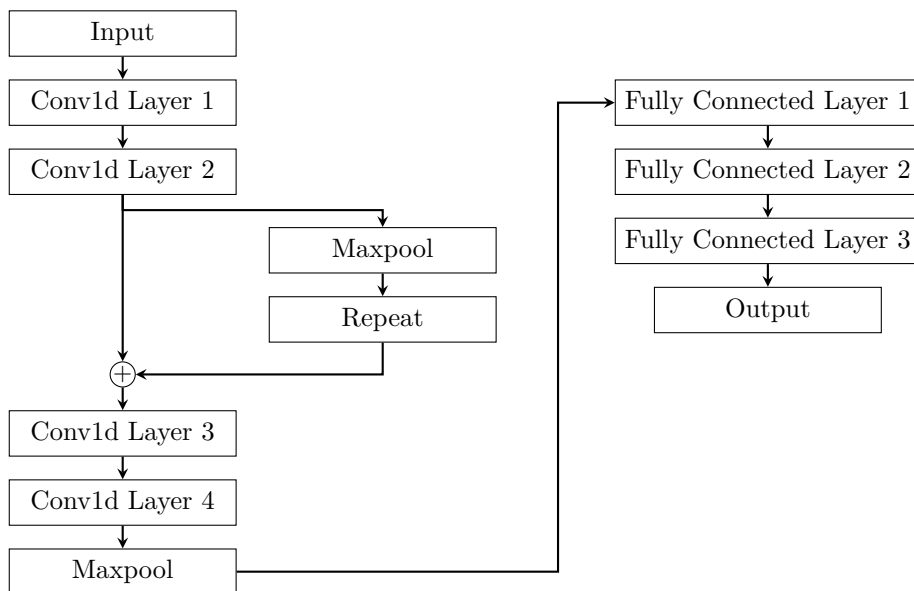 Input
Conv1d Layer 1
Conv1d Layer 2
Maxpool
Repeat
+
Conv1d Layer 3
Conv1d Layer 4
Maxpool
Fully Connected Layer 1
Fully Connected Layer 2
Fully Connected Layer 3
Output